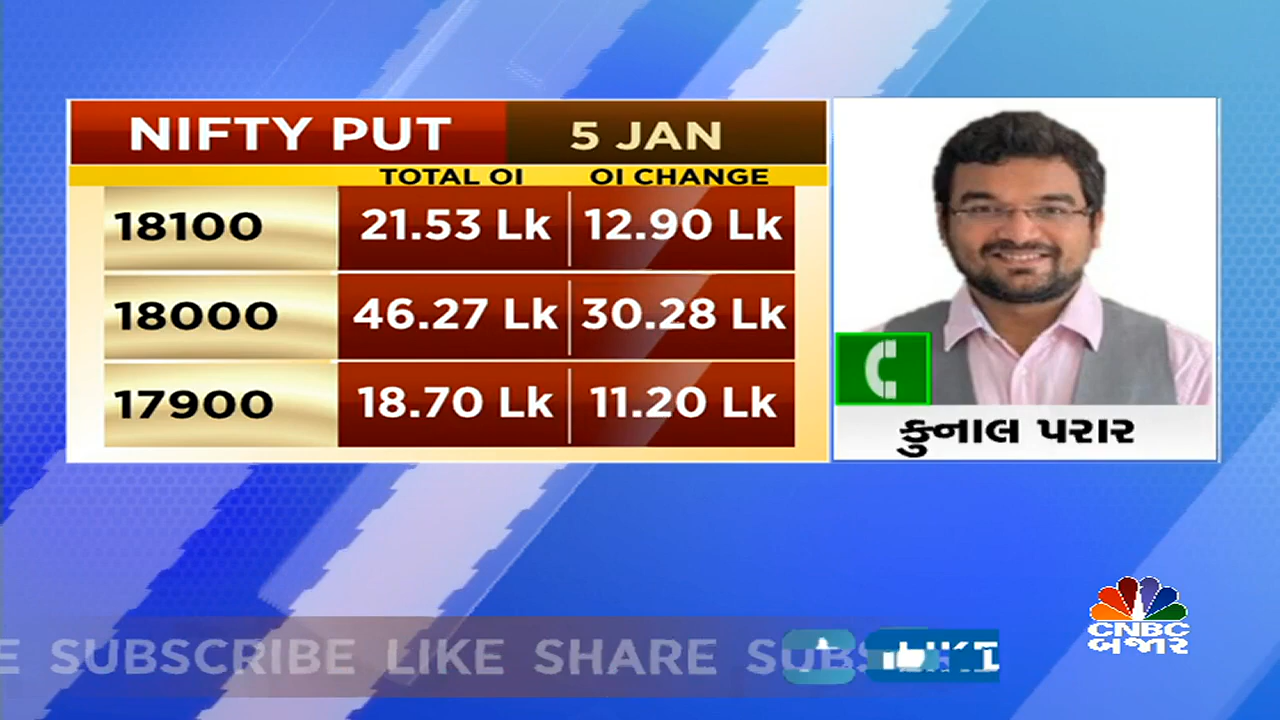 NIFTY PUT 5 JAN
TOTAL OI OI CHANGE
18100 21.53 Lk 12.90 Lk
18000 46.27 Lk 30.28 Lk
17900 18.70 Lk 11.20 Lk
કુનાલ પરાર
CNBC
બજાર
SUBSCRIBE LIKE SHARE